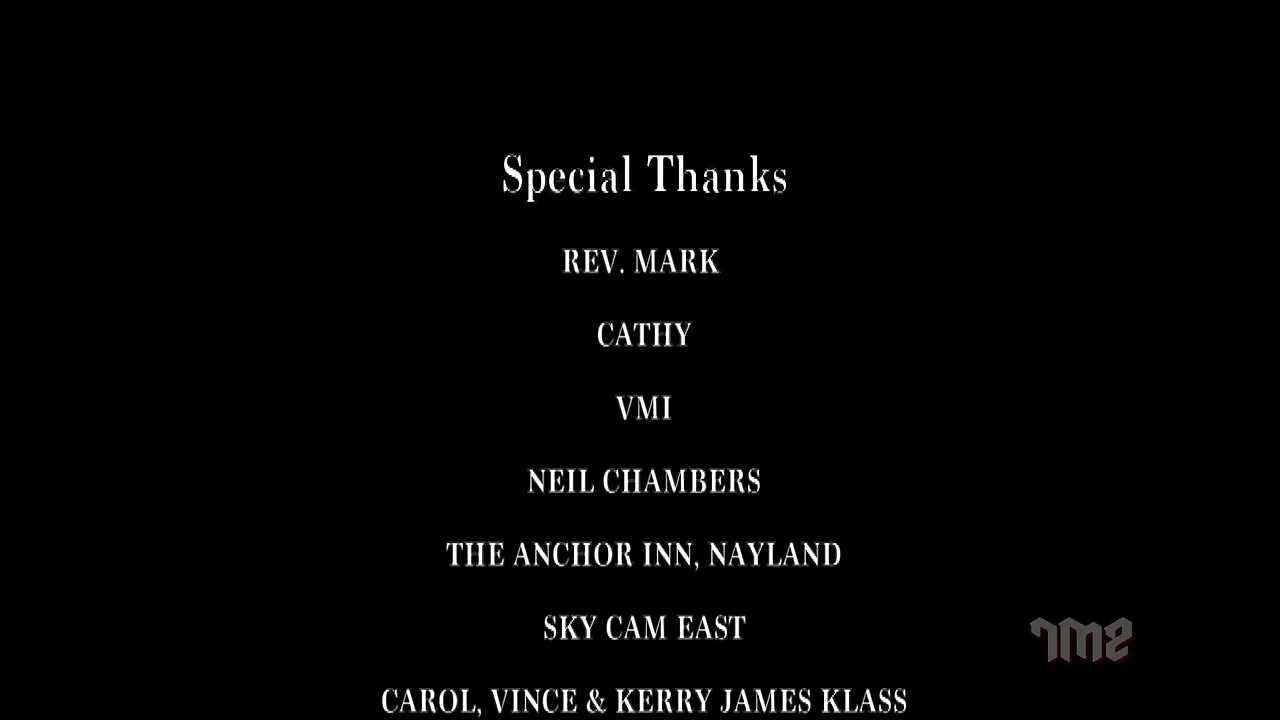 Special Thanks
REV. MARK
CATHY
VMI
NEIL CHAMBERS
THE ANCHOR INN, NAYLAND
SKY CAM EAST
CAROL, VINCE & KERRY JAMES KLASS